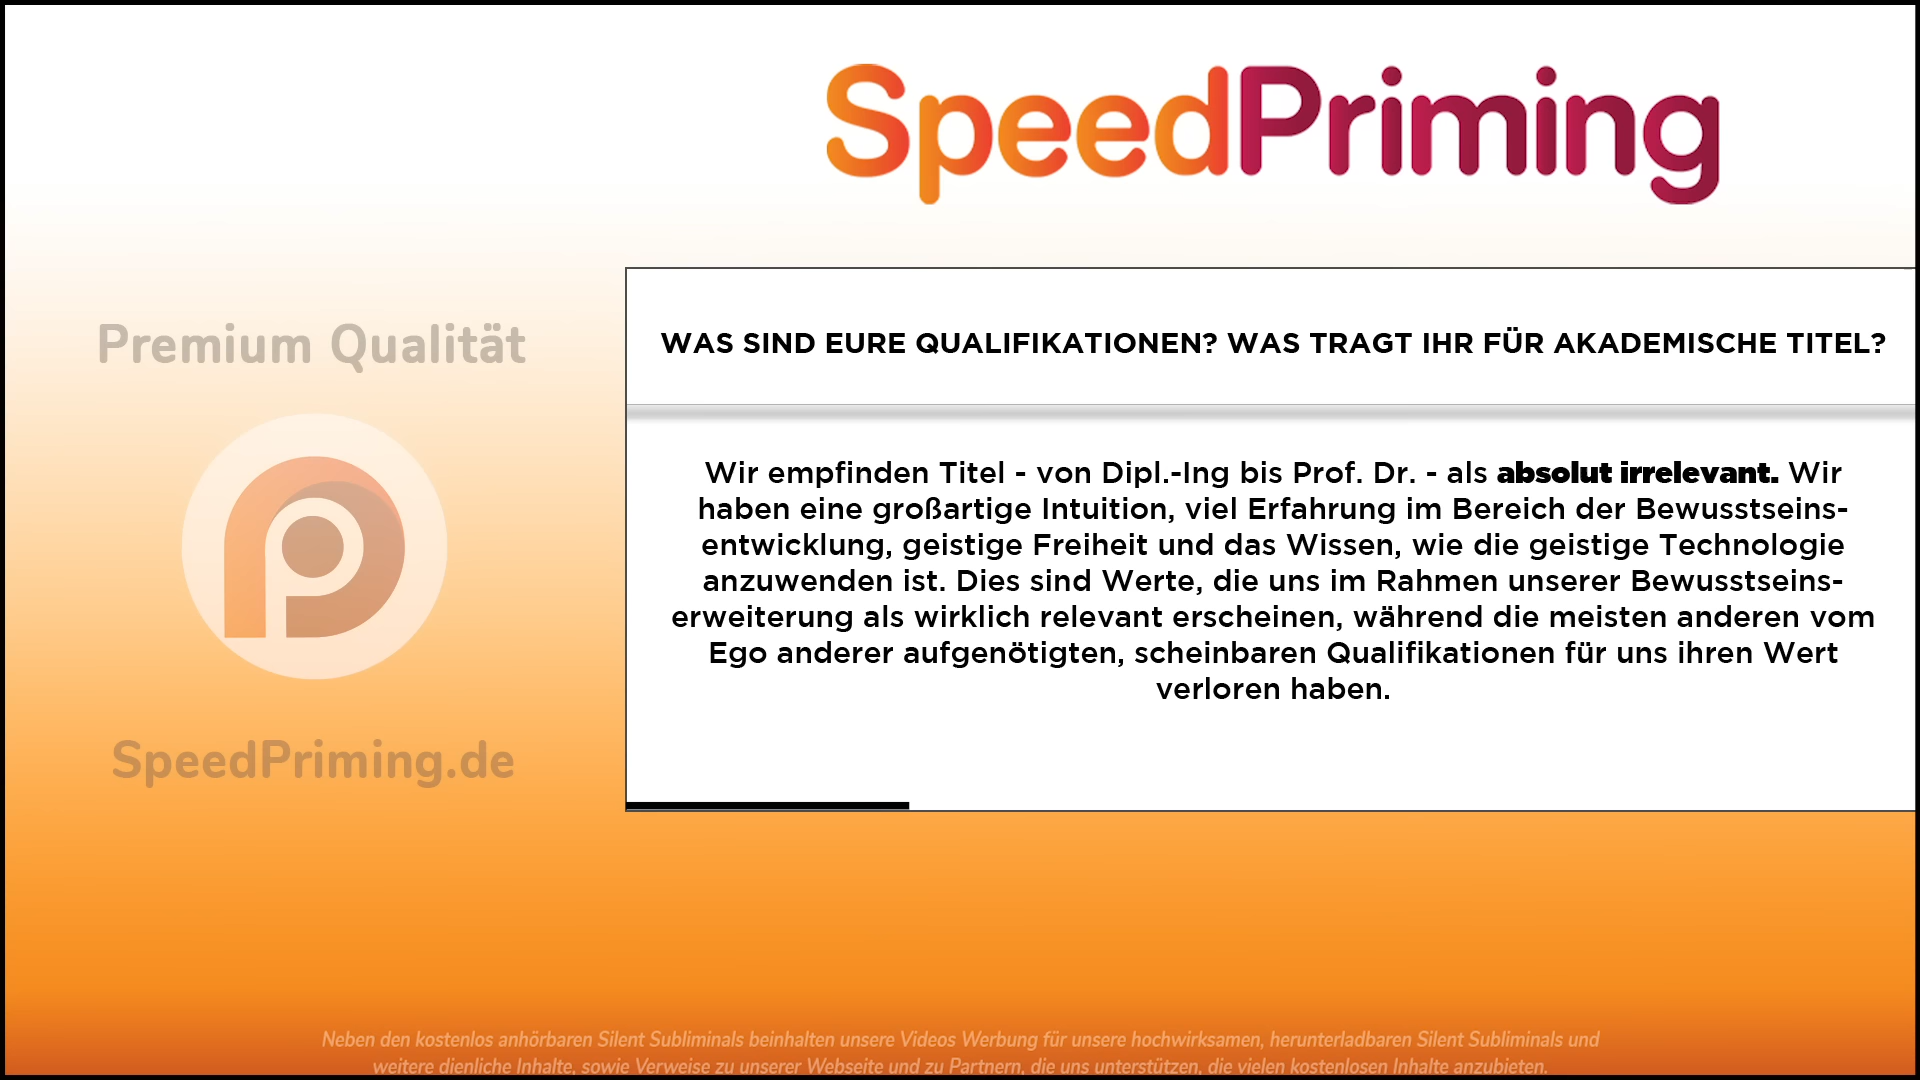 SpeedPriming
Premium Qualität
SpeedPriming.de
WAS SIND EURE QUALIFIKATIONEN? WAS TRAGT IHR FÜR AKADEMISCHE TITEL?
Wir empfinden Titel - von Dipl.-Ing bis Prof. Dr. - als absolut irrelevant. Wir
haben eine großartige Intuition, viel Erfahrung im Bereich der Bewusstseins-
entwicklung, geistige Freiheit und das Wissen, wie die geistige Technologie
anzuwenden ist. Dies sind Werte, die uns im Rahmen unserer Bewusstseins-
erweiterung als wirklich relevant erscheinen, während die meisten anderen vom
Ego anderer aufgenötigten, scheinbaren Qualifikationen für uns ihren Wert
verloren haben.
Neben den kostenlos anhörbaren Silent Subliminals beinhalten unsere Videos Werbung für unsere hochwirksamen, herunterladbaren Silent Subliminals und
weitere dienliche Inhalte, sowie Verweise zu unserer Webseite und zu Partnern, die uns unterstützen, die vielen kostenlosen Inhalte anzubieten.